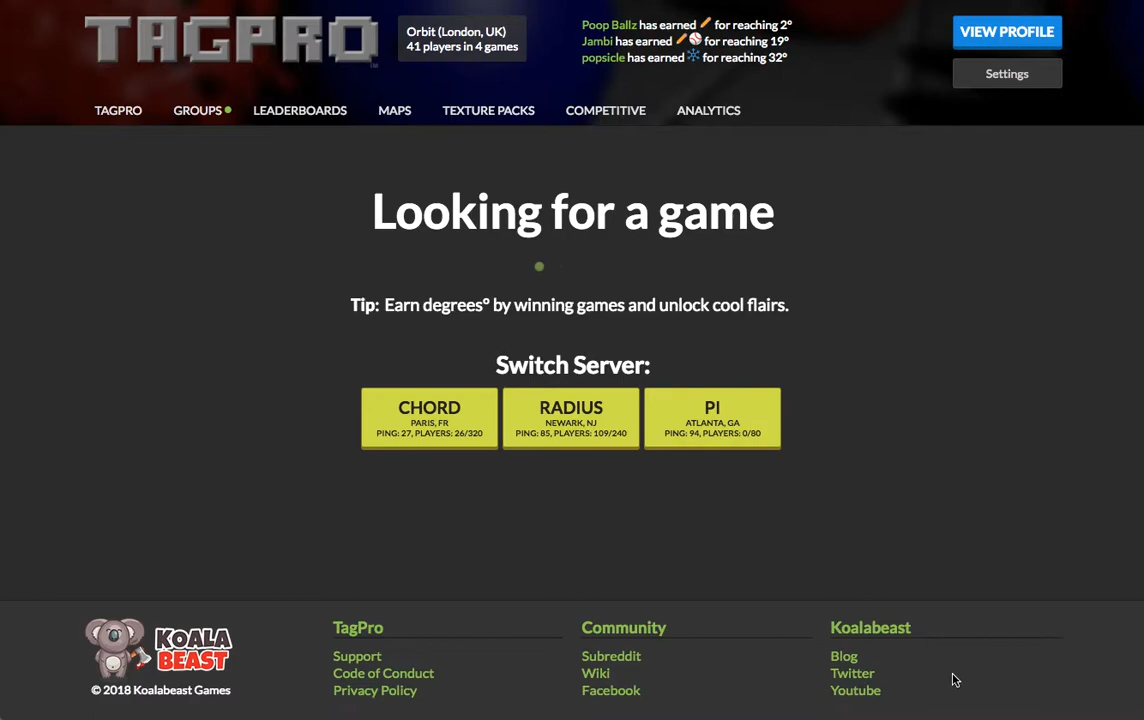 TAGPRO
Orbit (London, UK)
41 players in 4 games
Poop Ballz has earned for reaching 2°
Jambi has earned for reaching 19°
popsicle has earned for reaching 32°
VIEW PROFILE
Settings
TAGPRO GROUPS LEADERBOARDS MAPS TEXTURE PACKS COMPETITIVE ANALYTICS
Looking for a game
Tip: Earn degrees° by winning games and unlock cool flairs.
Switch Server:
CHORD
PARIS, FR
PING: 27, PLAYERS: 26/320
RADIUS
NEWARK, NJ
PING: 85, PLAYERS: 109/240
PI
ATLANTA, GA
PING: 94, PLAYERS: 0/80
KOALA
BEAST
© 2018 Koalabeast Games
TagPro
Support
Code of Conduct
Privacy Policy
Community
Subreddit
Wiki
Facebook
Koalabeast
Blog
Twitter
Youtube